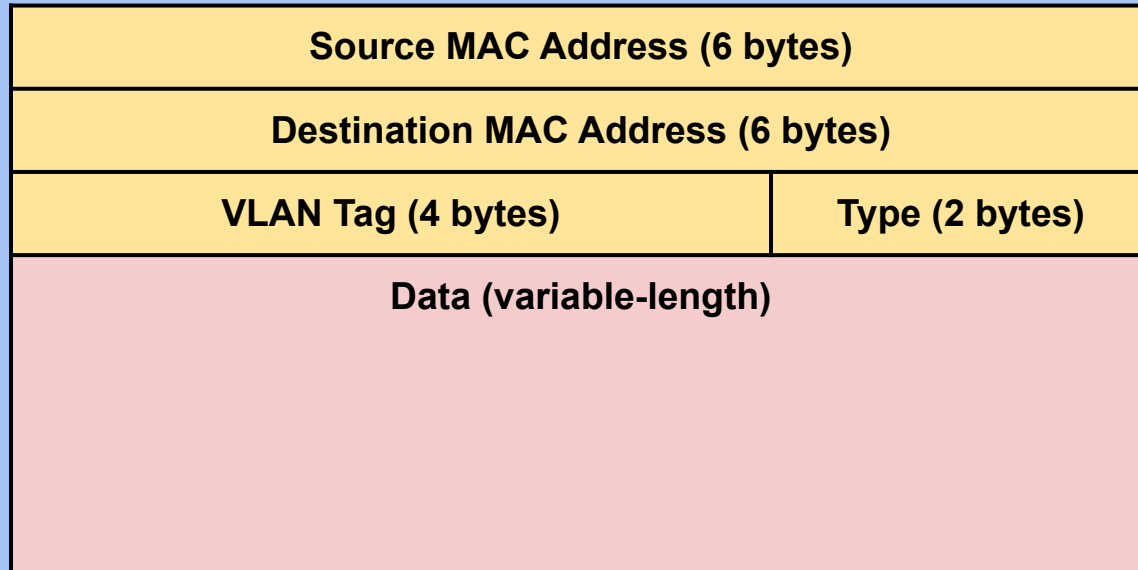 Source MAC Address (6 bytes)
Destination MAC Address (6 bytes)
VLAN Tag (4 bytes)
Type (2 bytes)
Data (variable-length)